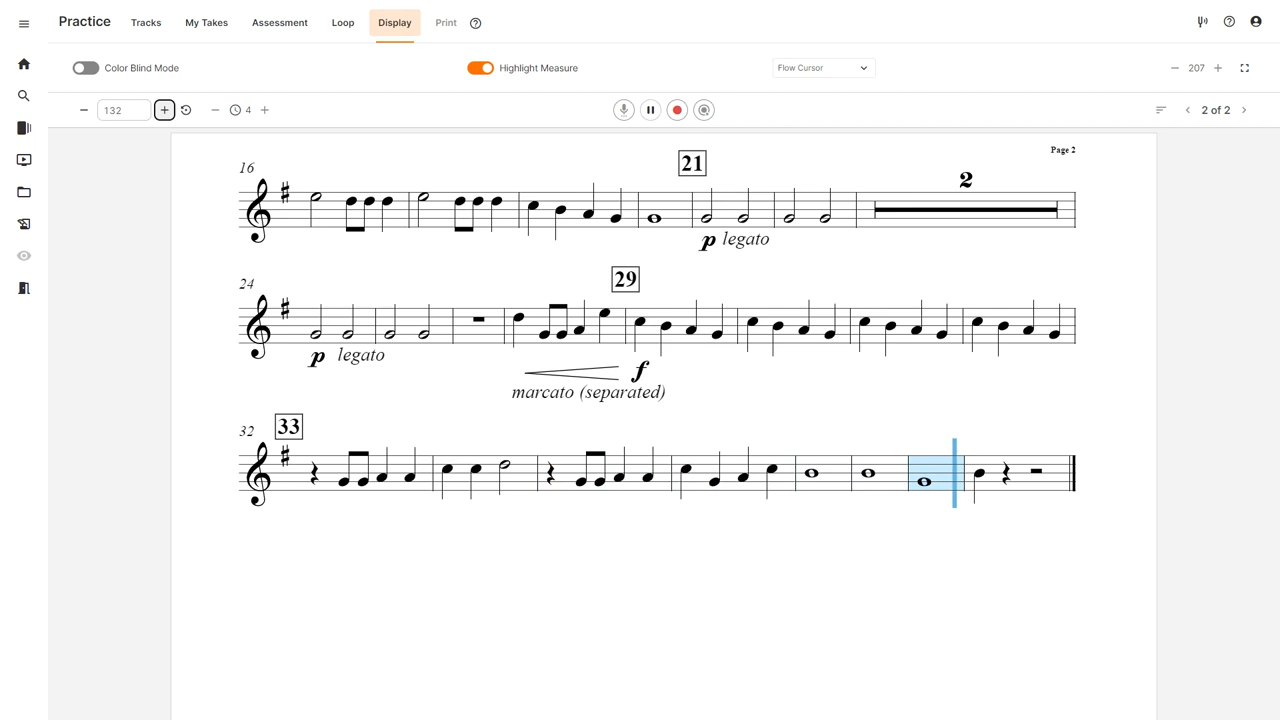 Practice Tracks My Takes Assessment Loop Display Print
Color Blind Mode Highlight Measure Flow Cursor 207
132 4 2 of 2
Page 2
16 21 2
p legato
24 29
p legato f
marcato (separated)
32 33